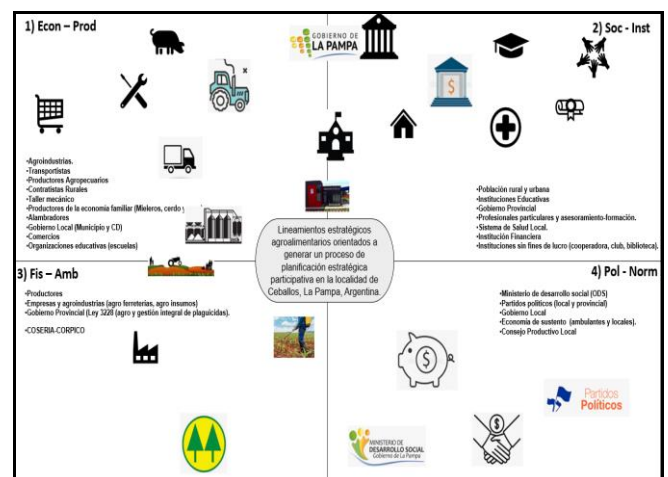 1) Econ – Prod
GOBIERNO DE
LA PAMPA
2) Soc - Inst
•Agroindustrias.
•Transportistas
•Productores Agropecuarios
•Contratistas Rurales
•Taller mecánico
•Productores de la economía familiar (Mieleros, cerdo y
•Alambradores
•Gobierno Local (Municipio y CD)
•Comercios
•Organizaciones educativas (escuelas)
•Población rural y urbana
•Instituciones Educativas
•Gobierno Provincial
•Profesionales particulares y asesoramiento-formación.
•Sistema de Salud Local.
•Institución Financiera
•Instituciones sin fines de lucro (cooperadora, club, biblioteca).
Lineamientos estratégicos
agroalimentarios orientados a
generar un proceso de
planificación estratégica
participativa en la localidad de
Ceballos, La Pampa, Argentina.
3) Fis – Amb
•Productores
•Empresas y agroindustrias (agro ferreterías, agro insumos)
•Gobierno Provincial (Ley 3228 (agro y gestión integral de plaguicidas).
•COSERIA-CORPICO
4) Pol - Norm
•Ministerio de desarrollo social (ODS)
•Partidos políticos (local y provincial)
•Gobierno Local
•Economía de sustento (ambulantes y locales).
•Consejo Productivo Local
Partidos
Políticos
MINISTERIO DE
DESARROLLO SOCIAL
Gobierno de La Pampa